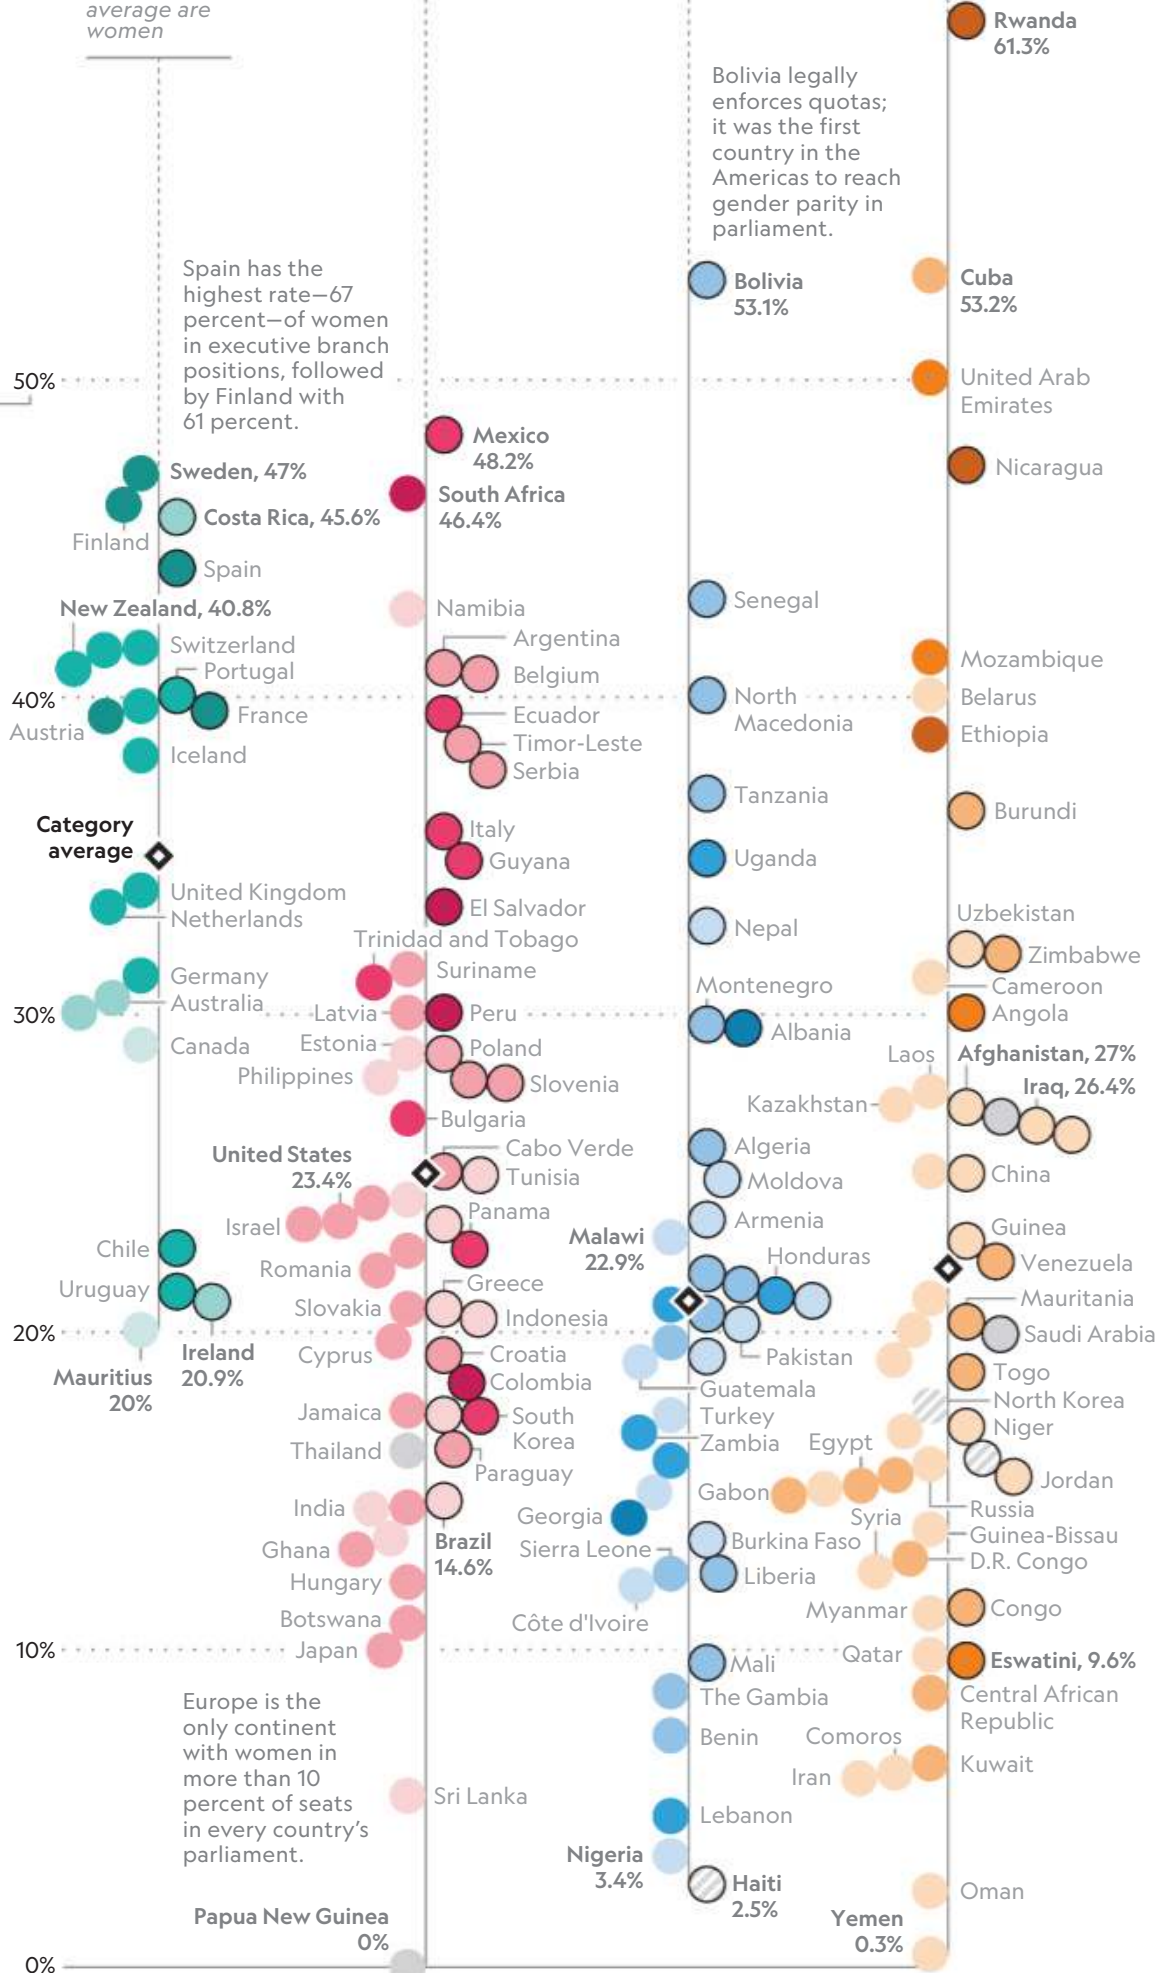 average are
women
Rwanda
61.3%
Bolivia legally
enforces quotas;
it was the first
country in the
Americas to reach
gender parity in
parliament.
Spain has the
highest rate—67
percent—of women
in executive branch
positions, followed
by Finland with
61 percent.
Bolivia
53.1%
Cuba
53.2%
50%
United Arab
Emirates
Mexico
48.2%
Sweden, 47%
Nicaragua
South Africa
46.4%
Costa Rica, 45.6%
Finland
Spain
New Zealand, 40.8%
Namibia
Senegal
Switzerland
Argentina
Portugal
Belgium
Mozambique
40%
North
Macedonia
Belarus
Austria
France
Ecuador
Timor-Leste
Ethiopia
Iceland
Serbia
Tanzania
Burundi
Category
average
Italy
Guyana
Uganda
United Kingdom
Netherlands
El Salvador
Nepal
Uzbekistan
Trinidad and Tobago
Zimbabwe
Germany
Suriname
Montenegro
Cameroon
Australia
30%
Latvia
Peru
Angola
Albania
Canada
Estonia
Poland
Laos
Afghanistan, 27%
Philippines
Slovenia
Iraq, 26.4%
Kazakhstan
Bulgaria
United States
23.4%
Cabo Verde
Algeria
Tunisia
Moldova
China
Israel
Panama
Armenia
Guinea
Malawi
22.9%
Chile
Honduras
Venezuela
Romania
Uruguay
Greece
Slovakia
Indonesia
Mauritania
20%
Saudi Arabia
Mauritius
20%
Ireland
20.9%
Cyprus
Croatia
Pakistan
Colombia
Guatemala
Togo
Jamaica
South
Korea
Turkey
North Korea
Thailand
Zambia
Egypt
Niger
Paraguay
Gabon
Jordan
India
Georgia
Syria
Russia
Brazil
14.6%
Ghana
Sierra Leone
Burkina Faso
Guinea-Bissau
Hungary
Liberia
D.R. Congo
Botswana
Côte d'Ivoire
Myanmar
Congo
10%
Japan
Mali
Qatar
Eswatini, 9.6%
Europe is the
only continent
with women in
more than 10
percent of seats
in every country's
parliament.
The Gambia
Central African
Republic
Benin
Comoros
Kuwait
Iran
Sri Lanka
Lebanon
Nigeria
3.4%
Haiti
2.5%
Oman
Papua New Guinea
0%
Yemen
0.3%
0%